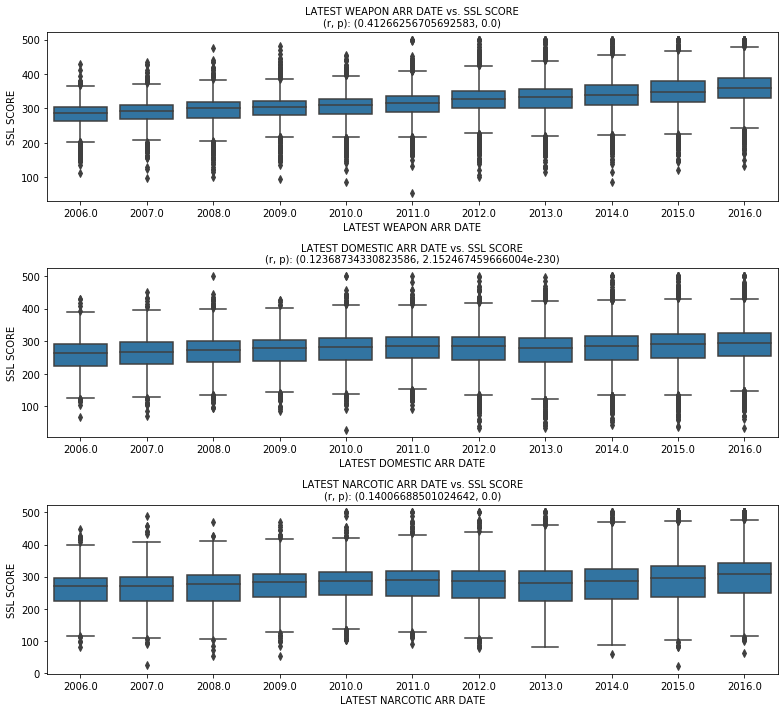 LATEST WEAPON ARR DATE vs. SSL SCORE
(r, p): (0.41266256705692583, 0.0)
SSL SCORE
500
400
300
200
100
2006.0 2007.0 2008.0 2009.0 2010.0 2011.0 2012.0 2013.0 2014.0 2015.0 2016.0
LATEST WEAPON ARR DATE
LATEST DOMESTIC ARR DATE vs. SSL SCORE
(r, p): (0.12368734330823586, 2.152467459666004e-230)
SSL SCORE
500
400
300
200
100
2006.0 2007.0 2008.0 2009.0 2010.0 2011.0 2012.0 2013.0 2014.0 2015.0 2016.0
LATEST DOMESTIC ARR DATE
LATEST NARCOTIC ARR DATE vs. SSL SCORE
(r, p): (0.14006688501024642, 0.0)
SSL SCORE
500
400
300
200
100
0
2006.0 2007.0 2008.0 2009.0 2010.0 2011.0 2012.0 2013.0 2014.0 2015.0 2016.0
LATEST NARCOTIC ARR DATE